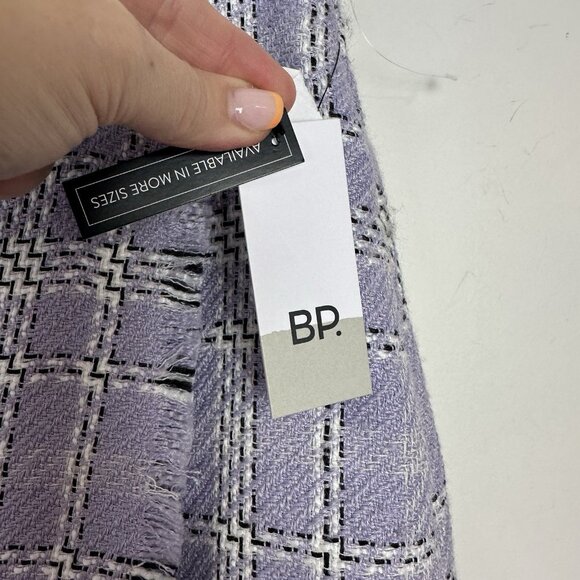 AVAILABLE IN MORE SIZES
BP.